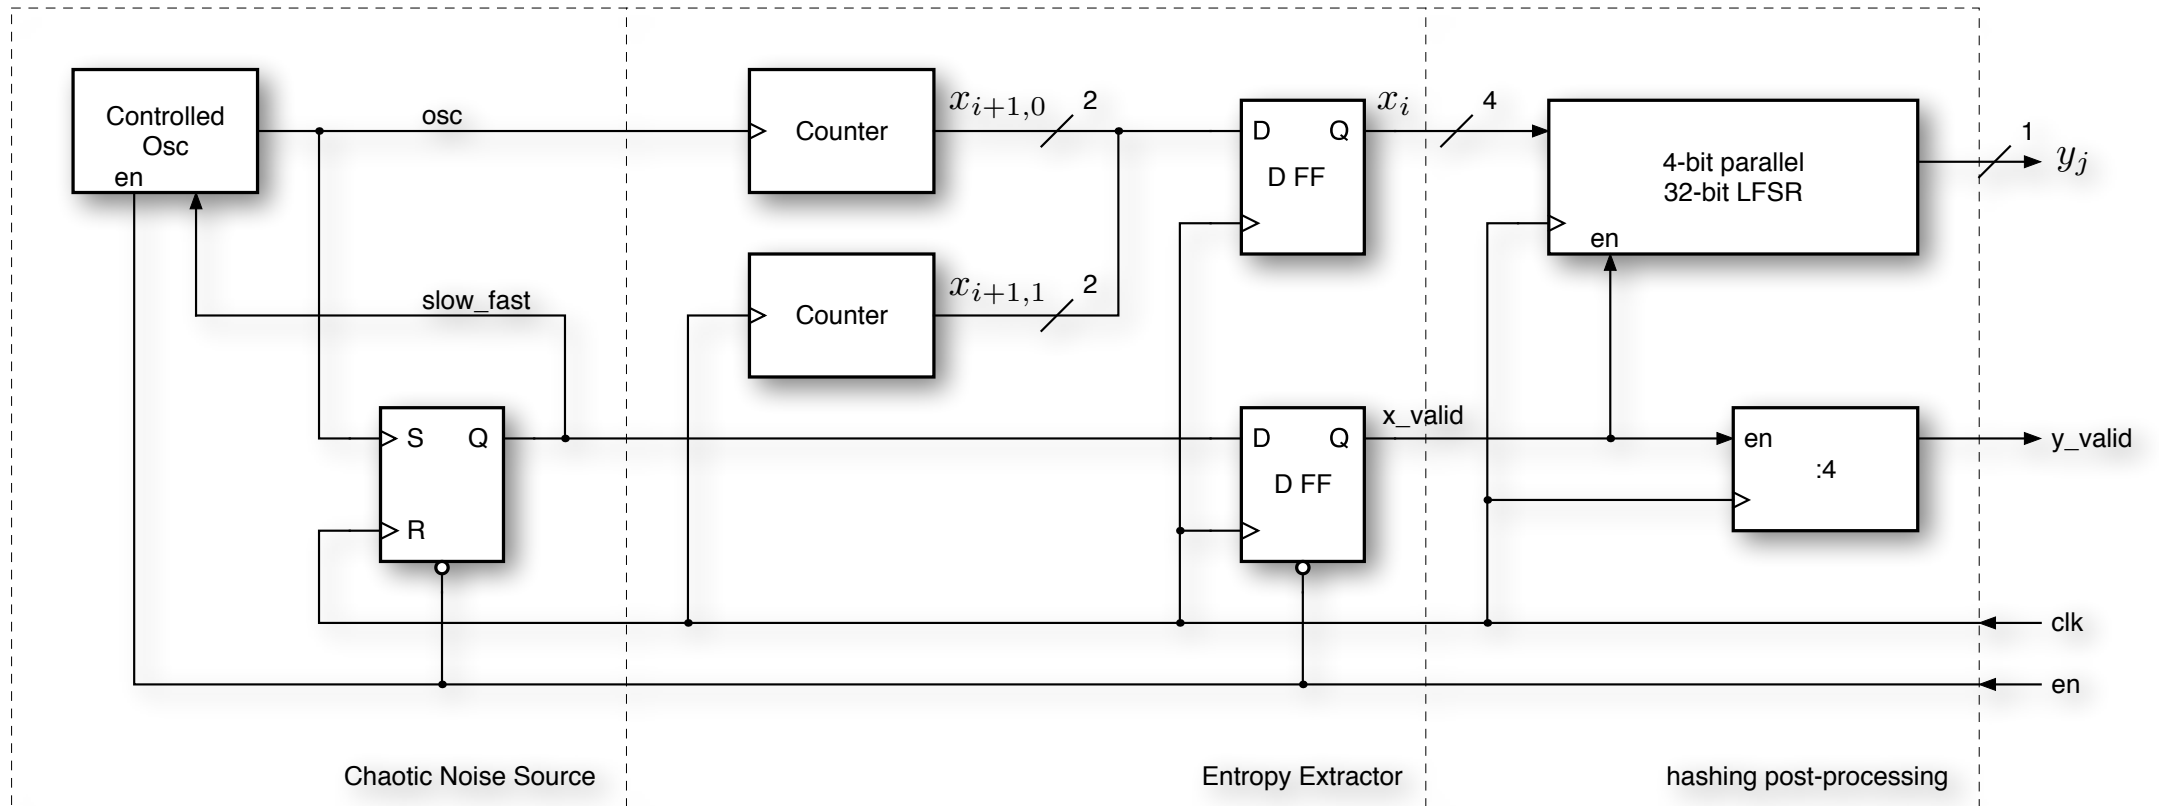 Controlled
Osc
en
osc
slow_fast
S Q
R
Counter
x_{i+1,0} 2
Counter
x_{i+1,1} 2
D Q
D FF
x_i 4
D Q
D FF
x_valid
4-bit parallel
32-bit LFSR
en
1
y_j
en
:4
y_valid
clk
en
Chaotic Noise Source
Entropy Extractor
hashing post-processing